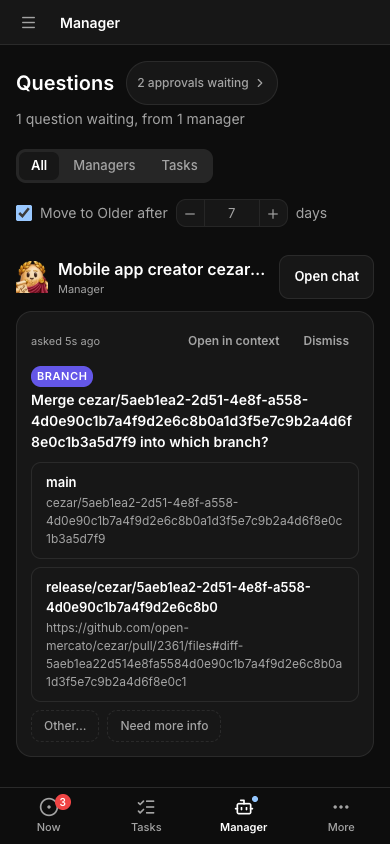 Manager
Questions
2 approvals waiting
1 question waiting, from 1 manager
All Managers Tasks
Move to Older after − 7 + days
Mobile app creator cezar...
Manager
Open chat
asked 5s ago Open in context Dismiss
BRANCH
Merge cezar/5aeb1ea2-2d51-4e8f-a558-
4d0e90c1b7a4f9d2e6c8b0a1d3f5e7c9b2a4d6f
8e0c1b3a5d7f9 into which branch?
main
cezar/5aeb1ea2-2d51-4e8f-a558-
4d0e90c1b7a4f9d2e6c8b0a1d3f5e7c9b2a4d6f8e0c
1b3a5d7f9
release/cezar/5aeb1ea2-2d51-4e8f-a558-
4d0e90c1b7a4f9d2e6c8b0
https://github.com/open-
mercato/cezar/pull/2361/files#diff-
5aeb1ea22d514e8fa5584d0e90c1b7a4f9d2e6c8b0a
1d3f5e7c9b2a4d6f8e0c1
Other... Need more info
3
Now Tasks Manager More